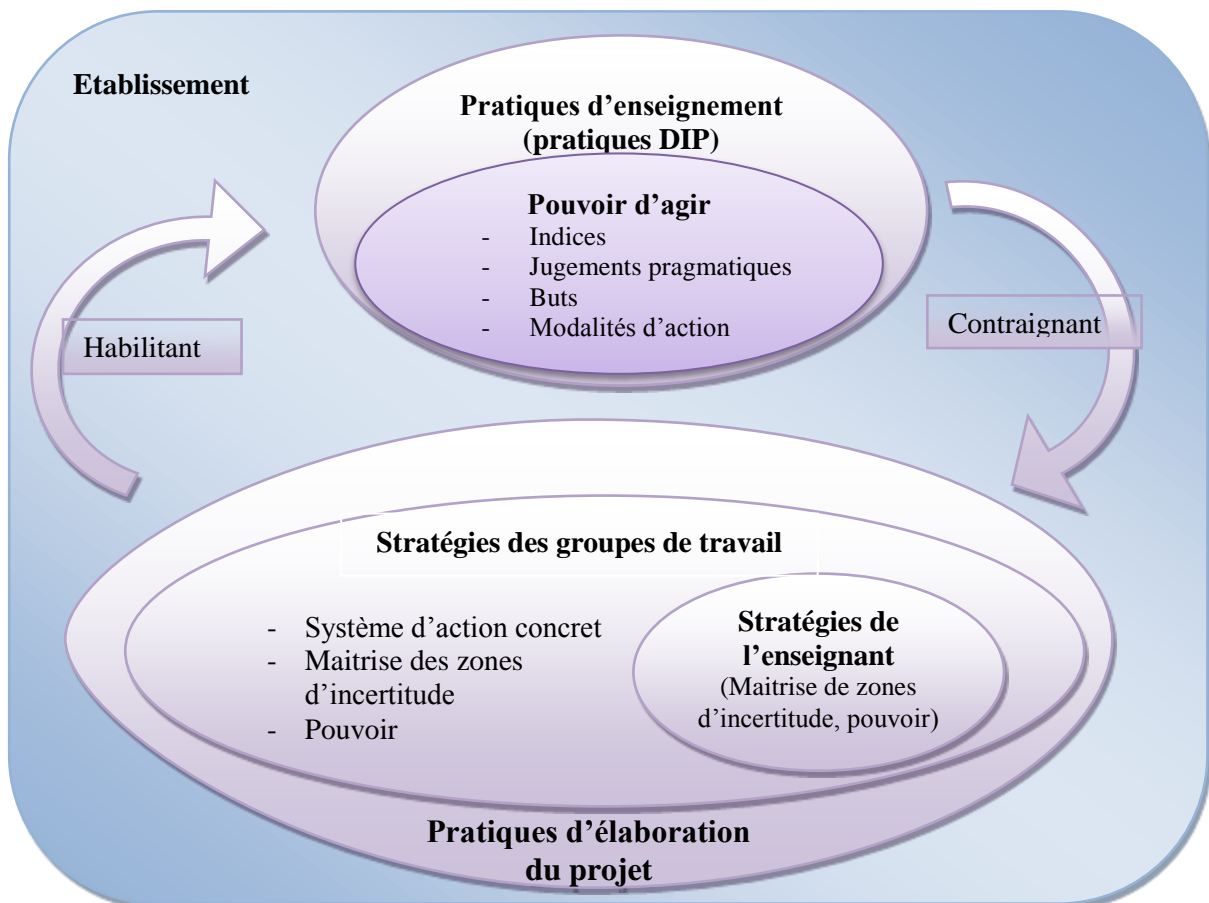 Etablissement
Pratiques d’enseignement
(pratiques DIP)
Pouvoir d’agir
- Indices
- Jugements pragmatiques
- Buts
- Modalités d’action
Habilitant
Contraignant
Stratégies des groupes de travail
- Système d’action concret
- Maitrise des zones
d’incertitude
- Pouvoir
Stratégies de
l’enseignant
(Maitrise de zones
d’incertitude, pouvoir)
Pratiques d’élaboration
du projet